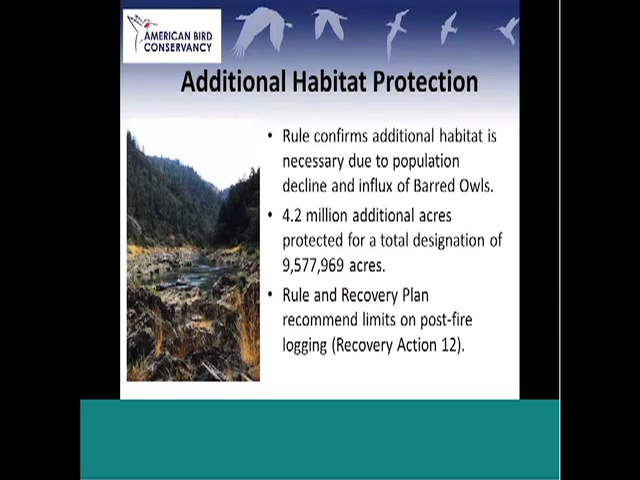 AMERICAN BIRD
CONSERVANCY
Additional Habitat Protection
• Rule confirms additional habitat is
necessary due to population
decline and influx of Barred Owls.
• 4.2 million additional acres
protected for a total designation of
9,577,969 acres.
• Rule and Recovery Plan
recommend limits on post-fire
logging (Recovery Action 12).